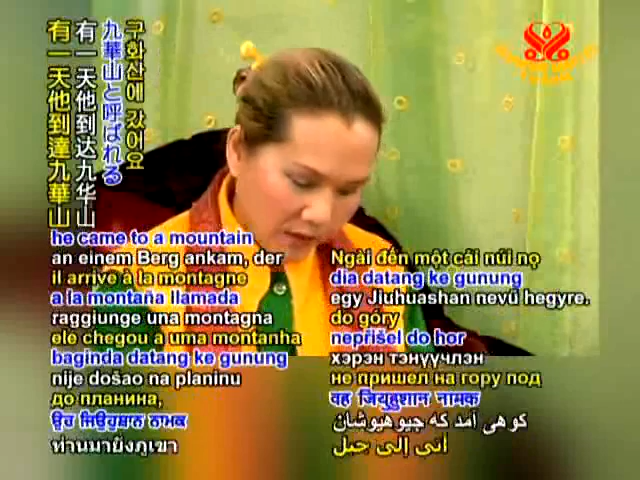 구화산에 갔어요
九華山と呼ばれる
有一天他到达九华山
有一天他到達九華山
he came to a mountain
an einem Berg ankam, der
il arrive à la montagne
a la montaña llamada
raggiunge una montagna
ele chegou a uma montanha
baginda datang ke gunung
nije došao na planinu
до планина,
ਉਹ ਜਿਉਹੁਸ਼ਾਨ ਨਾਮਕ
ท่านมายังภูเขา
Ngài đến một cái núi nọ
dia datang ke gunung
egy Jiuhuashan nevű hegyre.
do góry
nepřišel do hor
хэрэн тэнүүчлэн
не пришел на гору под
वह जियुहुशान नामक
کوهی آمد که جیوهیوشان
أتى إلى جبل